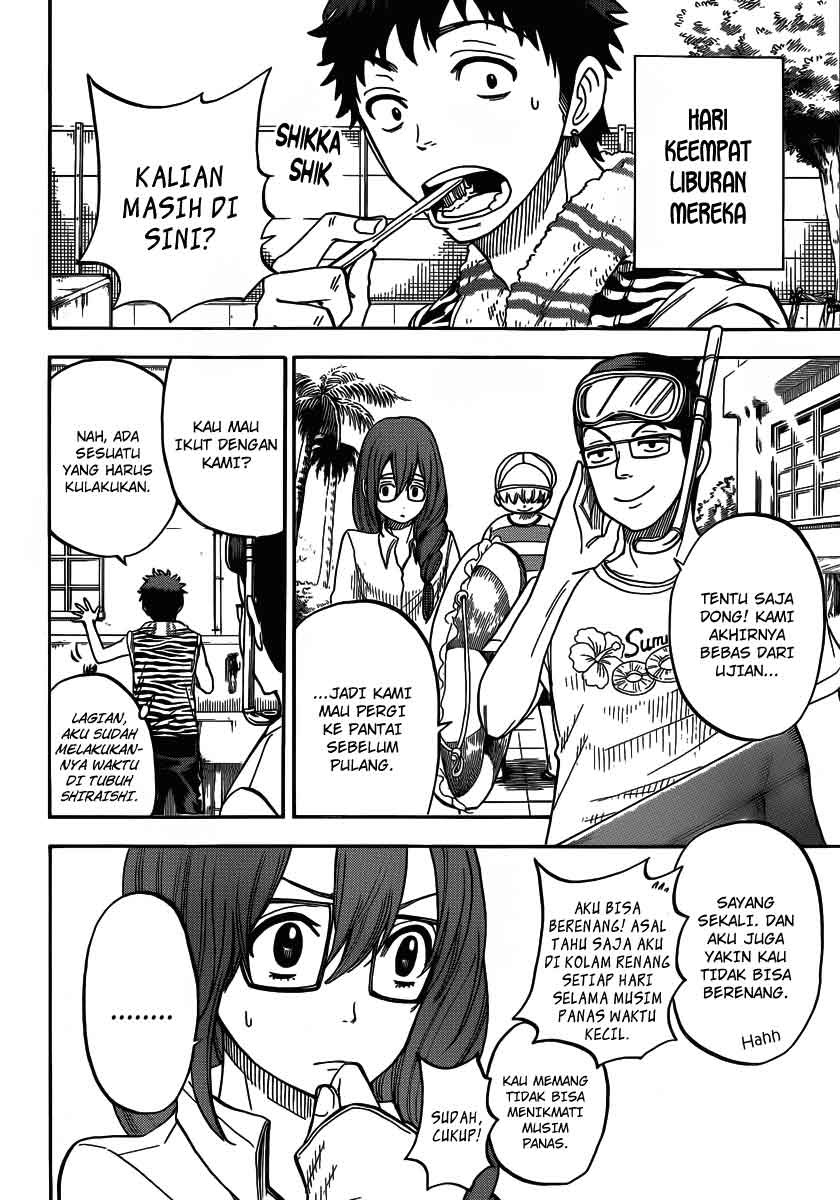 HARI
KEEMPAT
LIBURAN
MEREKA
SHIKKA
SHIK
KALIAN
MASIH DI
SINI?
TENTU SAJA
DONG! KAMI
AKHIRNYA
BEBAS DARI
UJIAN...
Sum
...JADI KAMI
MAU PERGI
KE PANTAI
SEBELUM
PULANG.
KAU MAU
IKUT DENGAN
KAMI?
NAH, ADA
SESUATU
YANG HARUS
KULAKUKAN.
LAGIAN,
AKU SUDAH
MELAKUKAN-
NYA WAKTU
DI TUBUH
SHIRAISHI.
SAYANG
SEKALI. DAN
AKU JUGA
YAKIN KAU
TIDAK BISA
BERENANG.
Hahh
AKU BISA
BERENANG! ASAL
TAHU SAJA AKU
DI KOLAM RENANG
SETIAP HARI
SELAMA MUSIM
PANAS WAKTU
KECIL.
KAU MEMANG
TIDAK BISA
MENIKMATI
MUSIM
PANAS.
SUDAH,
CUKUP!
.........